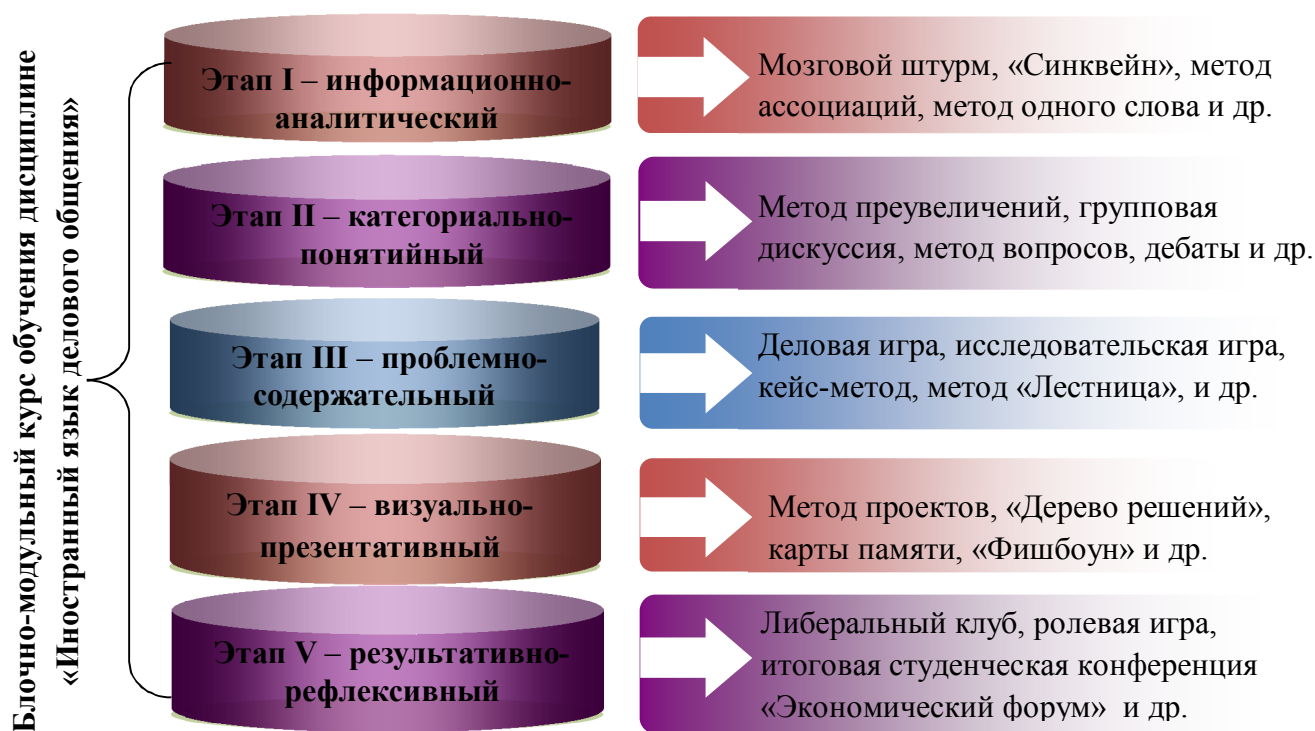 Блочно-модульный курс обучения дисциплине
«Иностранный язык делового общения»
Этап I – информационно-
аналитический
Мозговой штурм, «Синквейн», метод
ассоциаций, метод одного слова и др.
Этап II – категориально-
понятийный
Метод преувеличений, групповая
дискуссия, метод вопросов, дебаты и др.
Этап III – проблемно-
содержательный
Деловая игра, исследовательская игра,
кейс-метод, метод «Лестница», и др.
Этап IV – визуально-
презентативный
Метод проектов, «Дерево решений»,
карты памяти, «Фишбоун» и др.
Этап V – результативно-
рефлексивный
Либеральный клуб, ролевая игра,
итоговая студенческая конференция
«Экономический форум» и др.